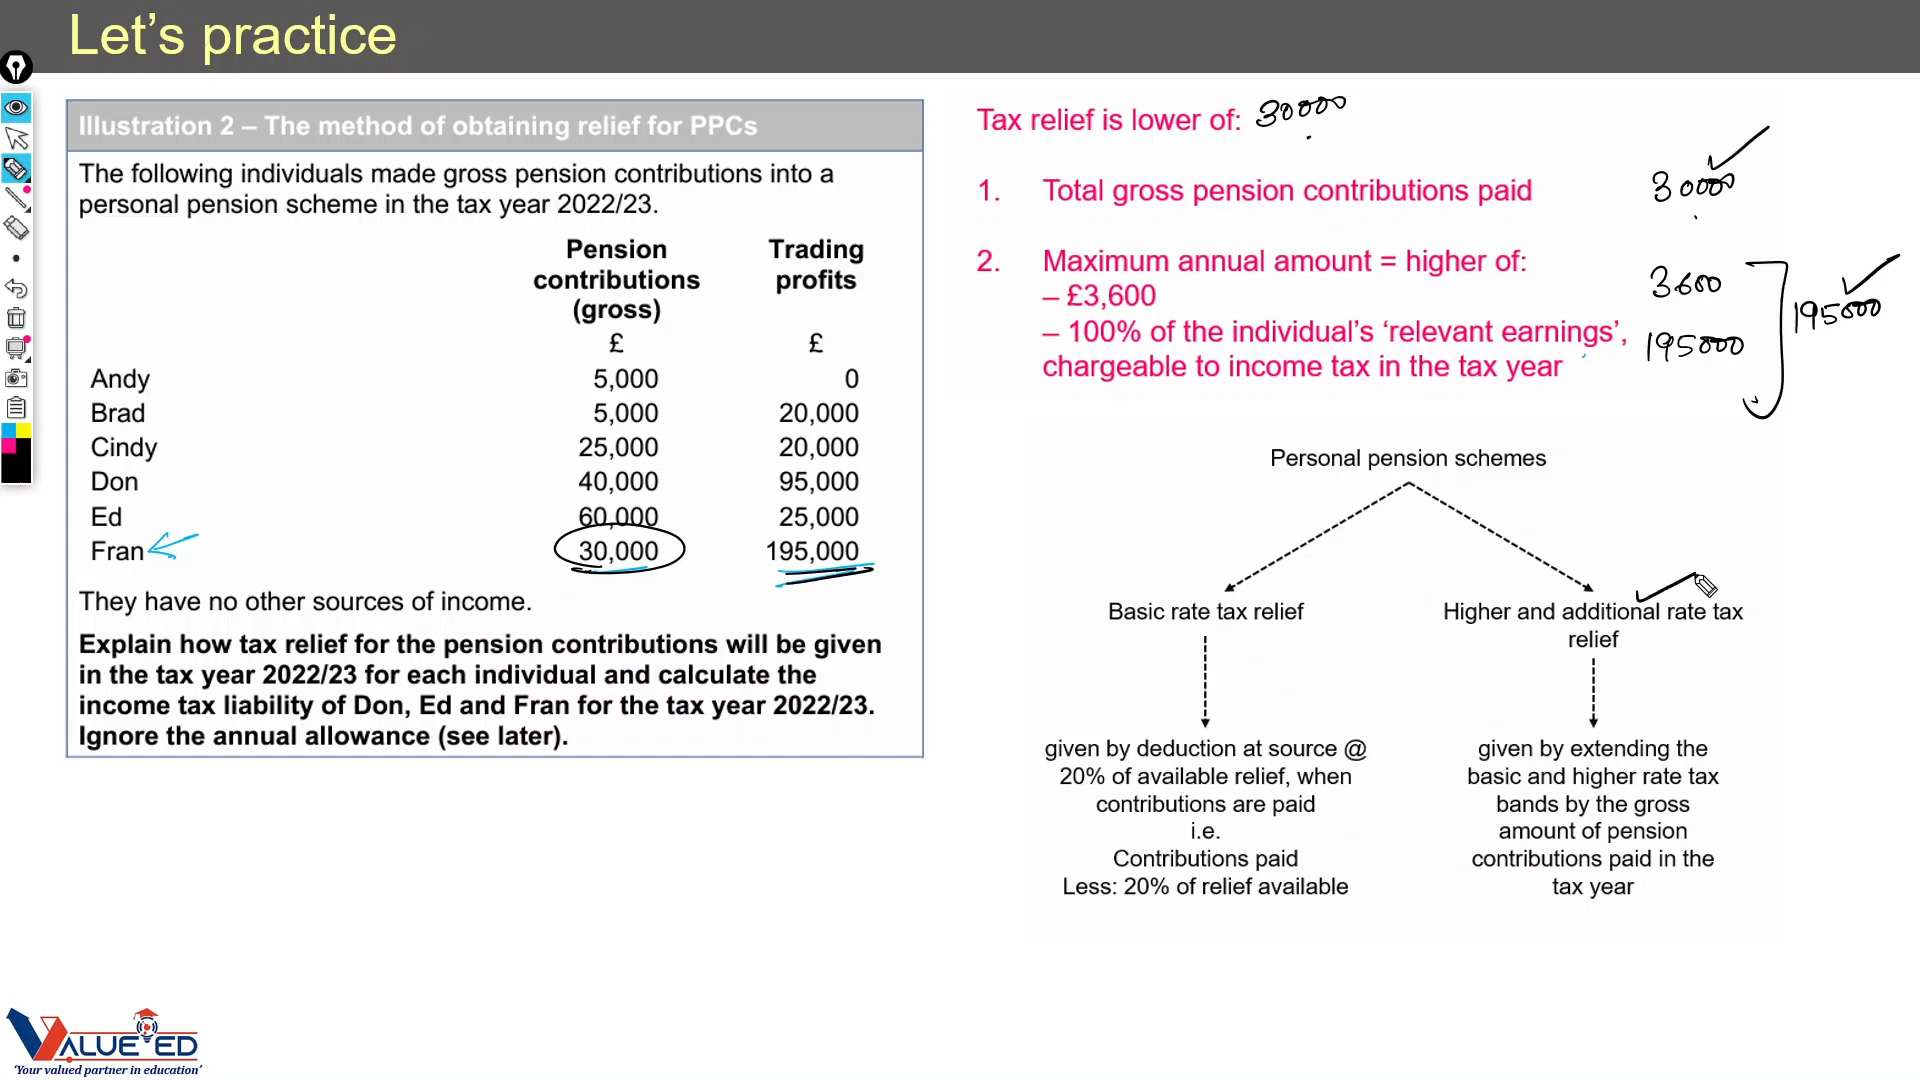 Let's practice
Illustration 2 – The method of obtaining relief for PPCs
The following individuals made gross pension contributions into a
personal pension scheme in the tax year 2022/23.
Pension contributions (gross) Trading profits
£ £
Andy 5,000 0
Brad 5,000 20,000
Cindy 25,000 20,000
Don 40,000 95,000
Ed 60,000 25,000
Fran 30,000 195,000
They have no other sources of income.
Explain how tax relief for the pension contributions will be given
in the tax year 2022/23 for each individual and calculate the
income tax liability of Don, Ed and Fran for the tax year 2022/23.
Ignore the annual allowance (see later).
Tax relief is lower of: 30000
1. Total gross pension contributions paid 30000
2. Maximum annual amount = higher of:
– £3,600 3600
– 100% of the individual's 'relevant earnings', 195000
chargeable to income tax in the tax year
195000
Personal pension schemes
Basic rate tax relief
given by deduction at source @
20% of available relief, when
contributions are paid
i.e.
Contributions paid
Less: 20% of relief available
Higher and additional rate tax
relief
given by extending the
basic and higher rate tax
bands by the gross
amount of pension
contributions paid in the
tax year
VALUE ED
'Your valued partner in education'